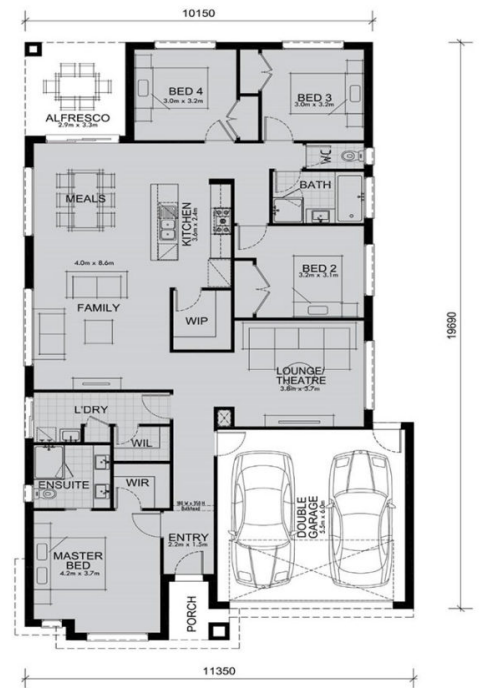 10150
BED 4
3.0m x 3.2m
BED 3
3.0m x 3.2m
ALFRESCO
2.9m x 3.3m
WC
BATH
MEALS
KITCHEN
3.6m x 2.4m
4.0m x 8.6m
BED 2
3.2m x 3.1m
FAMILY
WIP
19690
LOUNGE/
THEATRE
3.8m x 5.7m
L'DRY
WIL
ENSUITE
WIR
DOUBLE
GARAGE
5.5m x 6.0m
ENTRY
2.2m x 1.5m
MASTER
BED
4.2m x 3.7m
PORCH
11350